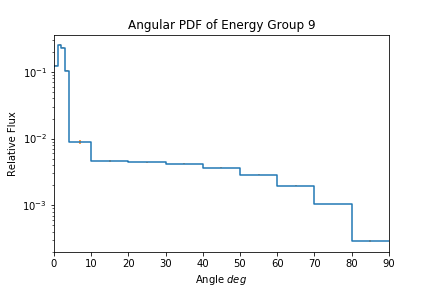 Angular PDF of Energy Group 9
Relative Flux
10⁻¹
10⁻²
10⁻³
0 10 20 30 40 50 60 70 80 90
Angle deg